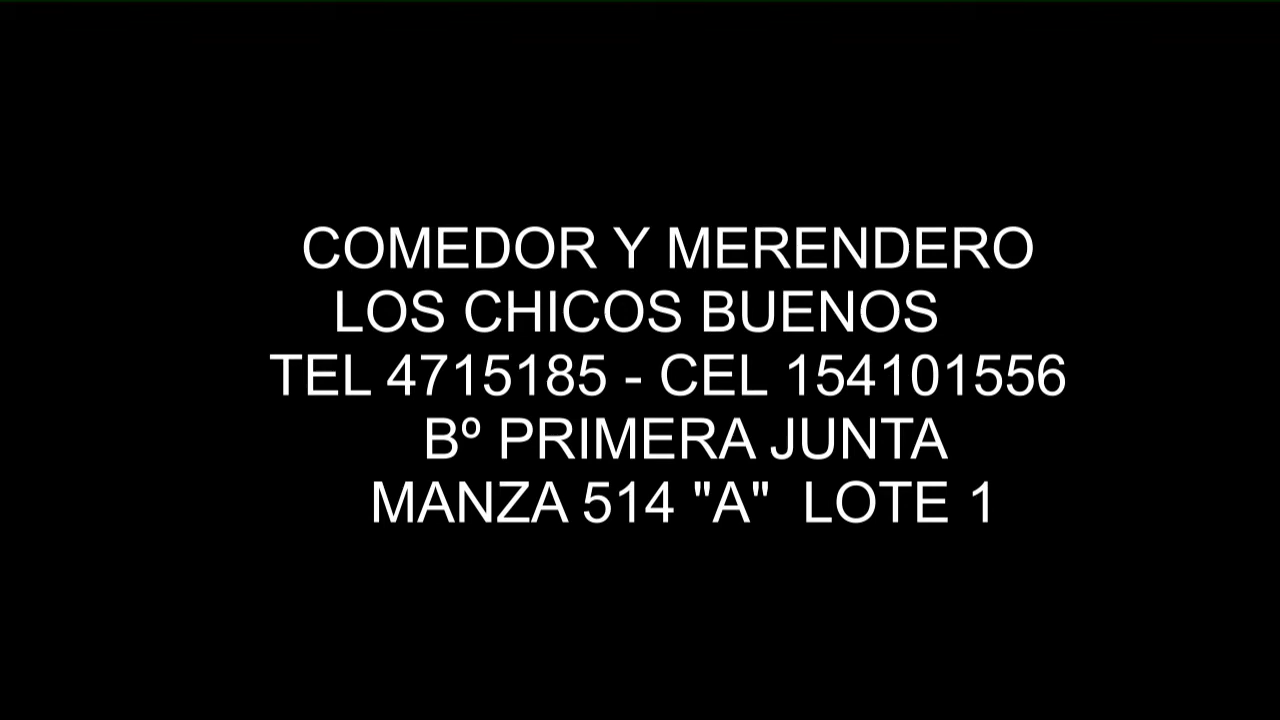 COMEDOR Y MERENDERO
LOS CHICOS BUENOS
TEL 4715185 - CEL 154101556
Bº PRIMERA JUNTA
MANZA 514 "A"  LOTE 1